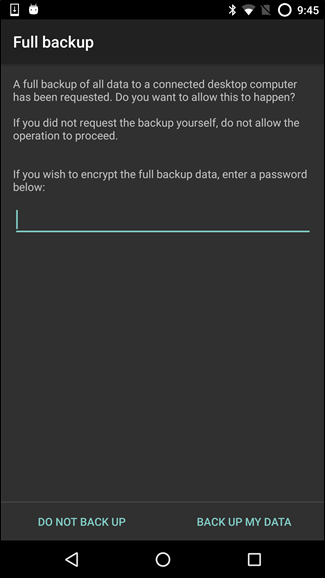 9:45
Full backup
A full backup of all data to a connected desktop computer
has been requested. Do you want to allow this to happen?
If you did not request the backup yourself, do not allow the
operation to proceed.
If you wish to encrypt the full backup data, enter a password
below:
DO NOT BACK UP
BACK UP MY DATA